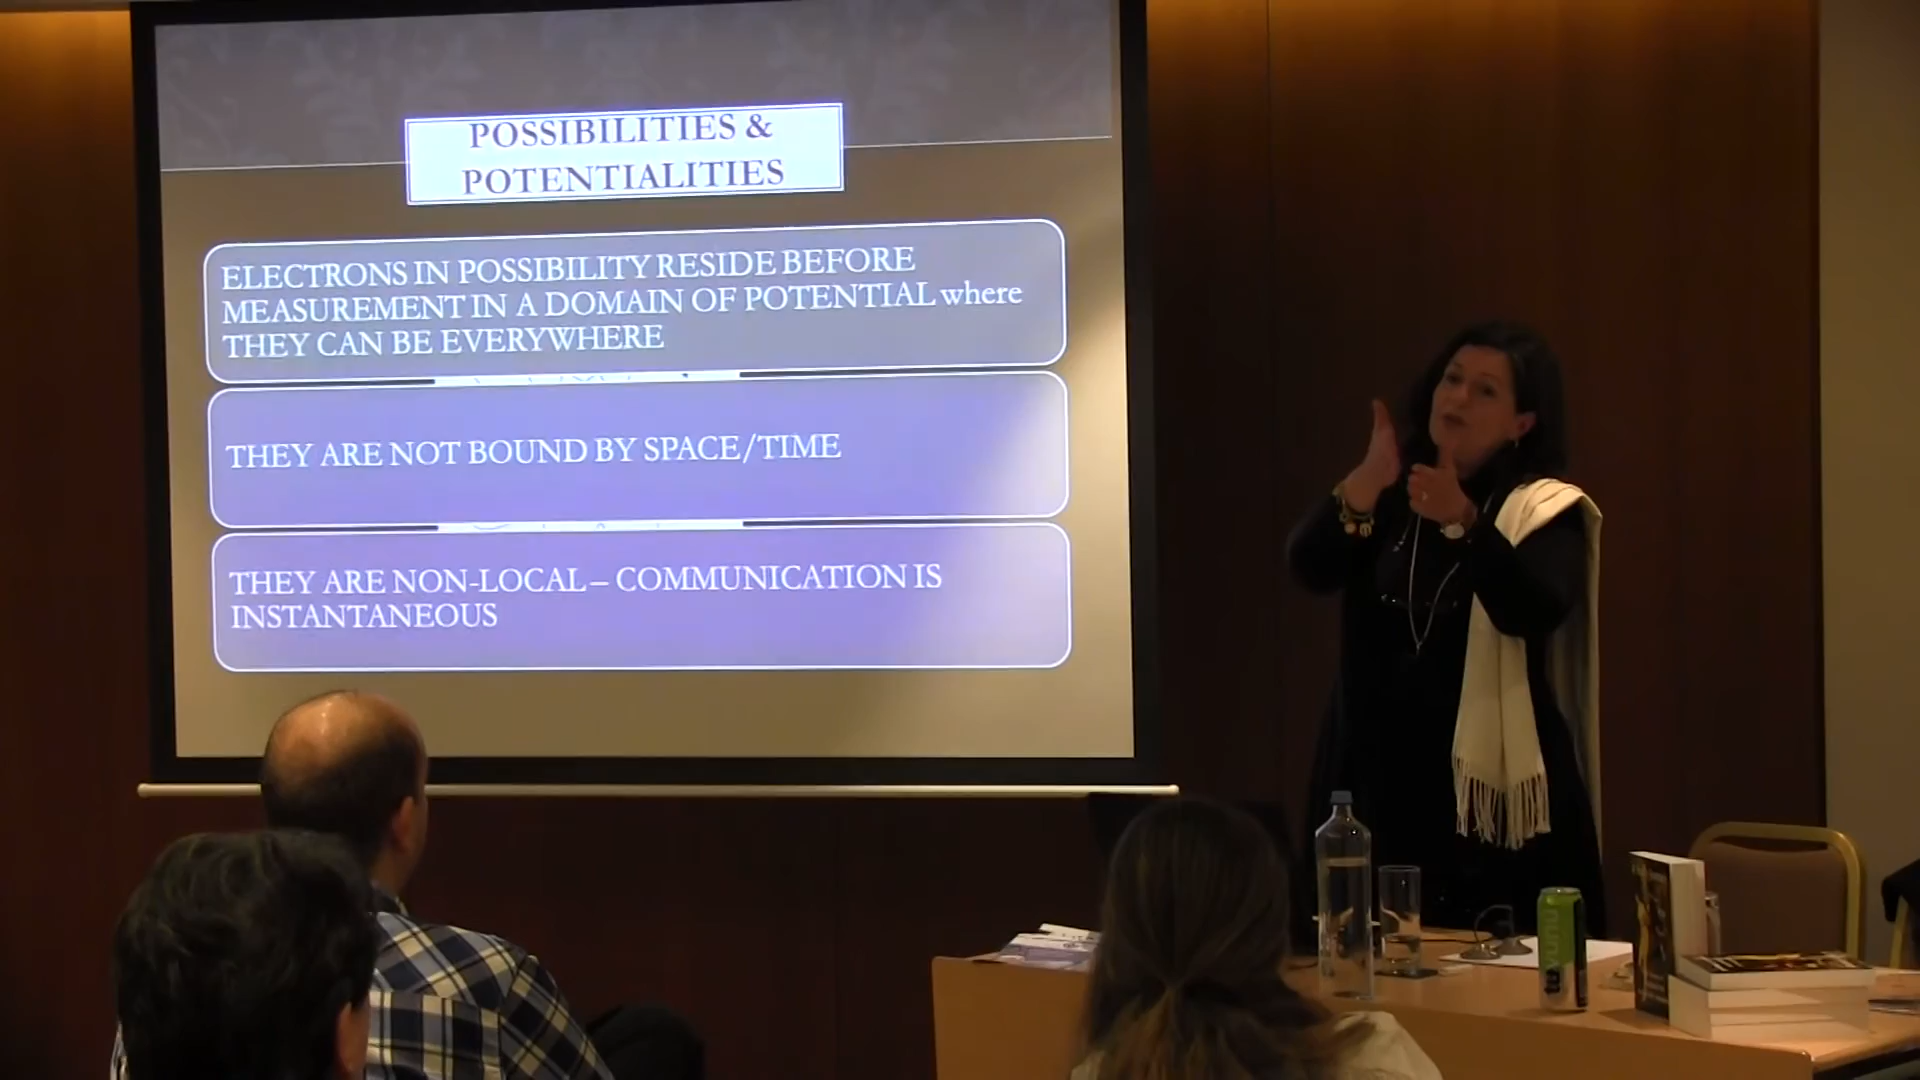 POSSIBILITIES &
POTENTIALITIES
ELECTRONS IN POSSIBILITY RESIDE BEFORE
MEASUREMENT IN A DOMAIN OF POTENTIAL where
THEY CAN BE EVERYWHERE
THEY ARE NOT BOUND BY SPACE/TIME
THEY ARE NON-LOCAL – COMMUNICATION IS
INSTANTANEOUS